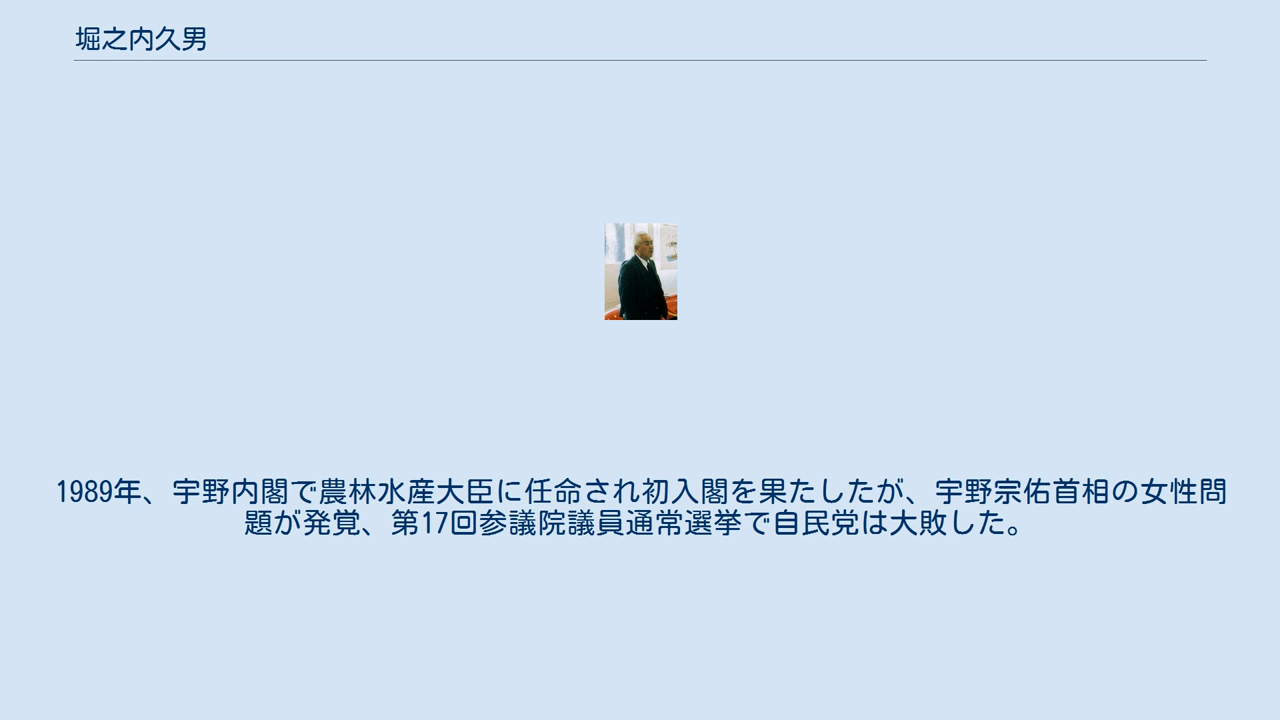 堀之内久男
1989年、宇野内閣で農林水産大臣に任命され初入閣を果たしたが、宇野宗佑首相の女性問
題が発覚、第17回参議院議員通常選挙で自民党は大敗した。